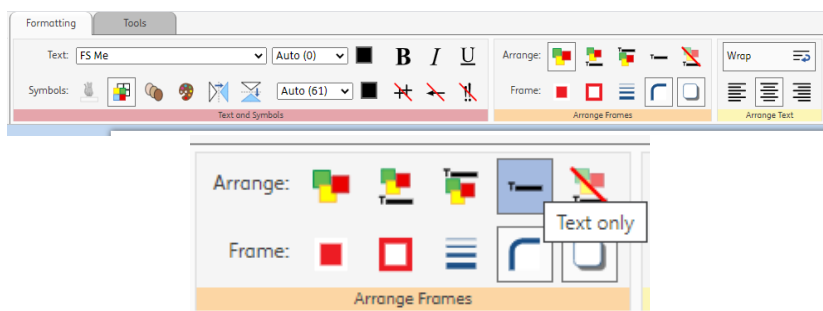 Formatting Tools
Text: FS Me Auto (0) B I U Arrange: Wrap
Symbols: Auto (61) Frame:
Text and Symbols Arrange Frames Arrange Text
Arrange:
Text only
Frame:
Arrange Frames